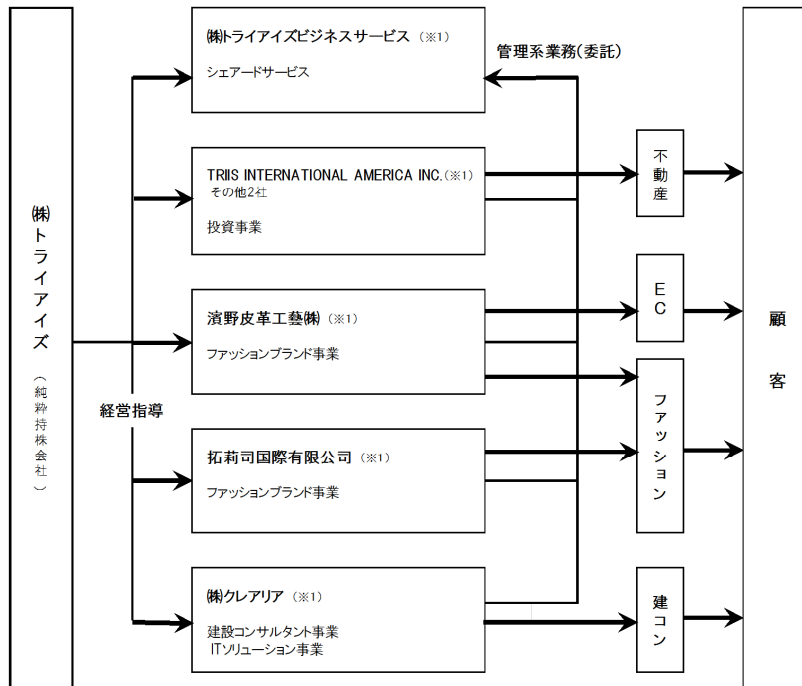 ㈱トライアイズ
（純粋持株会社）
経営指導
㈱トライアイズビジネスサービス（※1）
シェアードサービス
管理系業務(委託)
TRIIS INTERNATIONAL AMERICA INC.(※1)
その他2社
投資事業
濱野皮革工藝㈱（※1）
ファッションブランド事業
拓莉司国際有限公司（※1）
ファッションブランド事業
㈱クレアリア（※1）
建設コンサルタント事業
ITソリューション事業
不動産
EC
ファッション
建コン
顧客